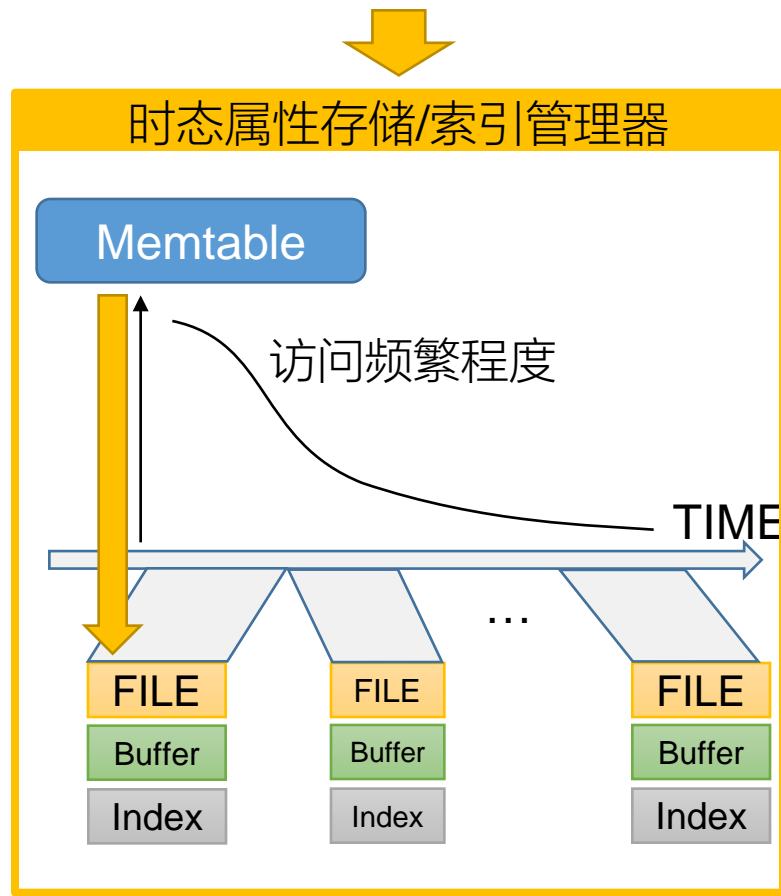 时态属性存储/索引管理器
Memtable
访问频繁程度
TIME
…
FILE FILE FILE
Buffer Buffer Buffer
Index Index Index